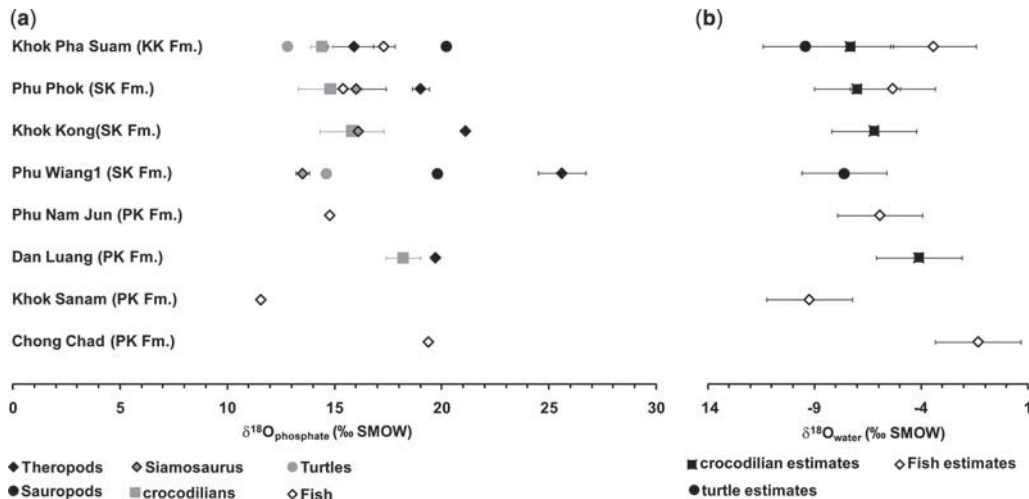 (a)
(b)
Khok Pha Suam (KK Fm.)
Phu Phok (SK Fm.)
Khok Kong(SK Fm.)
Phu Wiang1 (SK Fm.)
Phu Nam Jun (PK Fm.)
Dan Luang (PK Fm.)
Khok Sanam (PK Fm.)
Chong Chad (PK Fm.)
0 5 10 15 20 25 30
14 -9 -4 1
δ¹⁸Ophosphate (‰ SMOW)
δ¹⁸Owater (‰ SMOW)
Theropods Siamosaurus Turtles
Sauropods crocodilians Fish
crocodilian estimates Fish estimates
turtle estimates